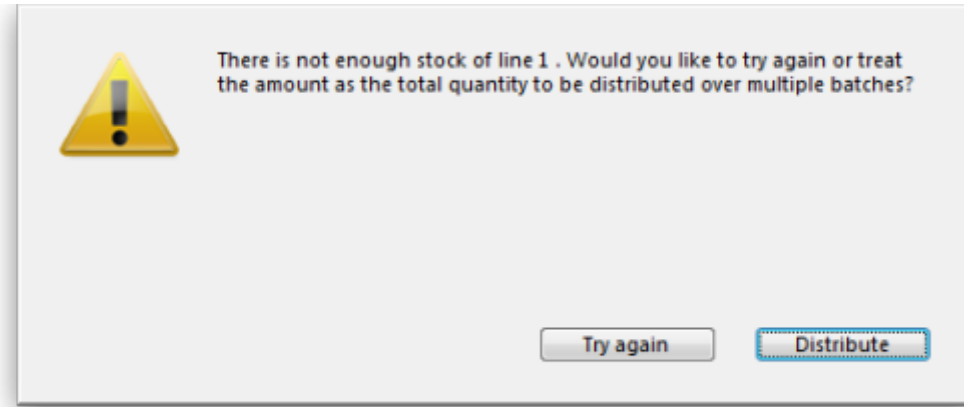 There is not enough stock of line 1 . Would you like to try again or treat
the amount as the total quantity to be distributed over multiple batches?
Try again
Distribute